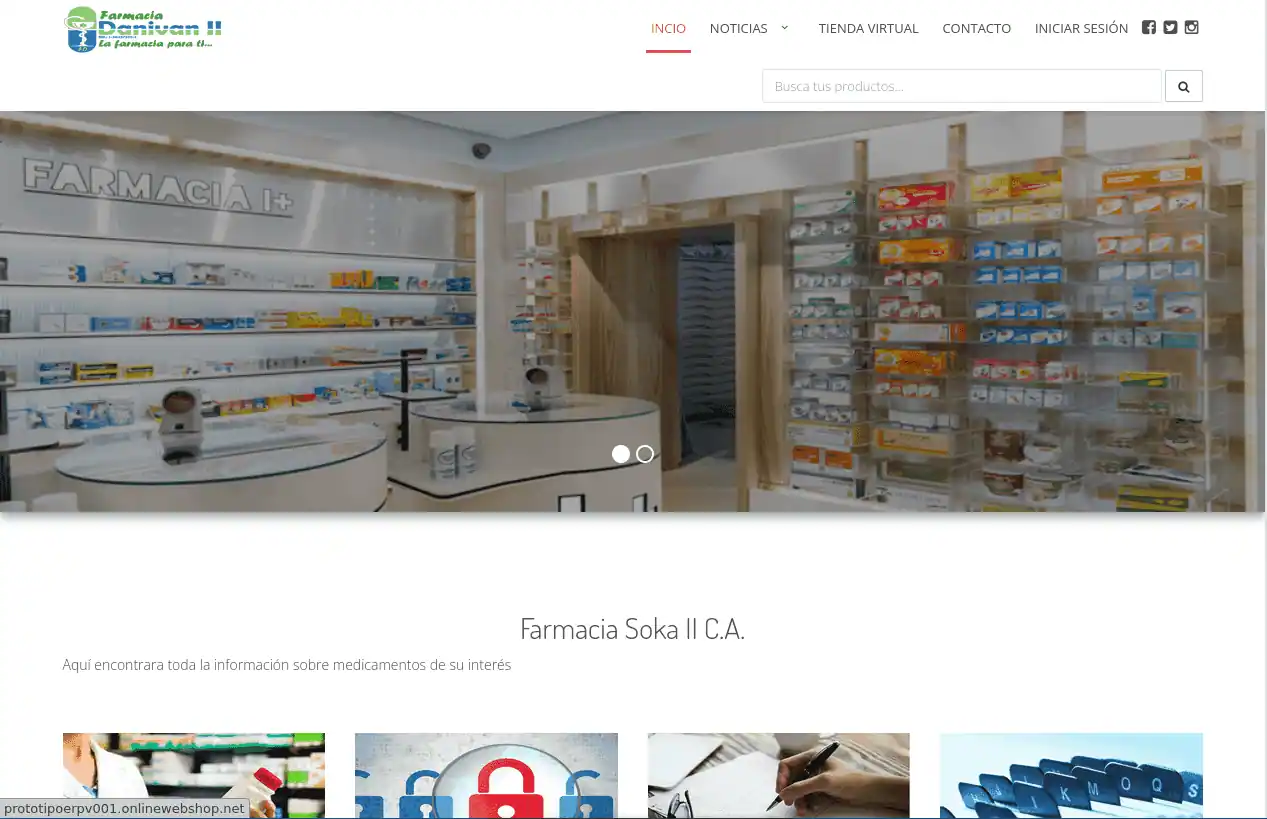 Farmacia
Danivan II
La farmacia para ti...
INCIO
NOTICIAS
TIENDA VIRTUAL
CONTACTO
INICIAR SESIÓN
Busca tus productos...
FARMACIA I+
Farmacia Soka II C.A.
Aquí encontrara toda la información sobre medicamentos de su interés
I J K M O Q S
prototipoerpv001.onlinewebshop.net